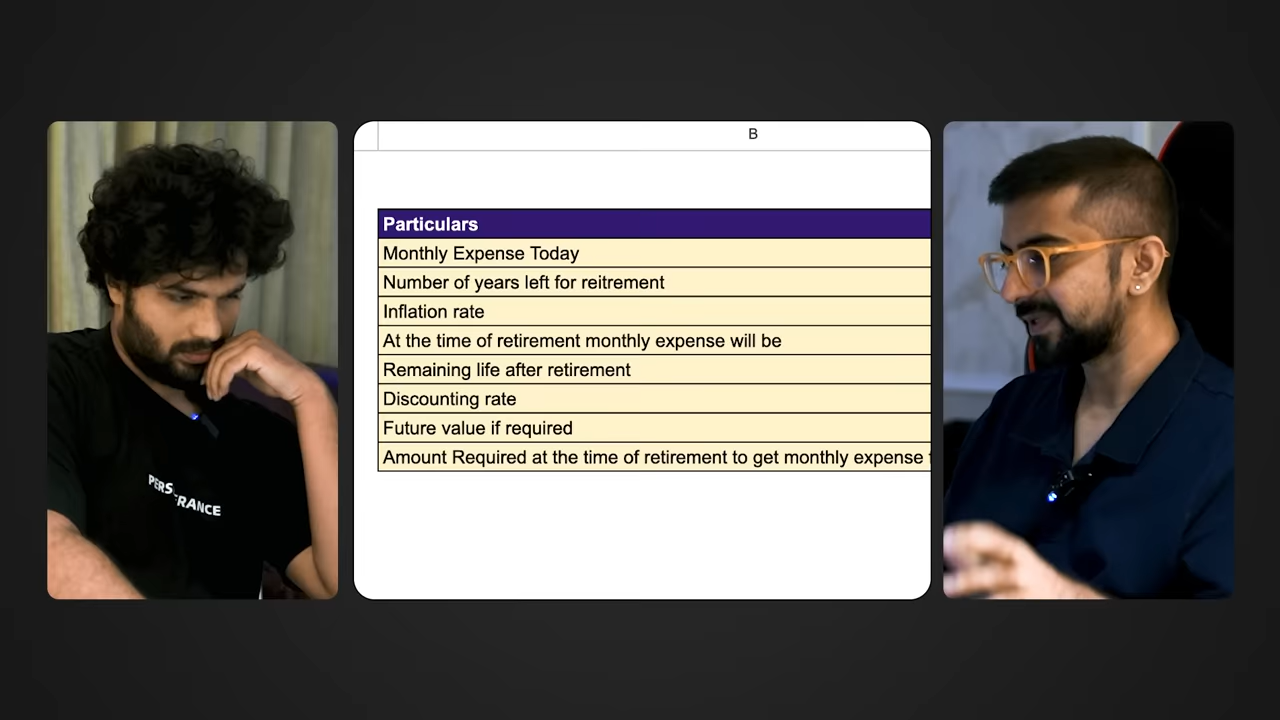 B
Particulars
Monthly Expense Today
Number of years left for reitrement
Inflation rate
At the time of retirement monthly expense will be
Remaining life after retirement
Discounting rate
Future value if required
Amount Required at the time of retirement to get monthly expense